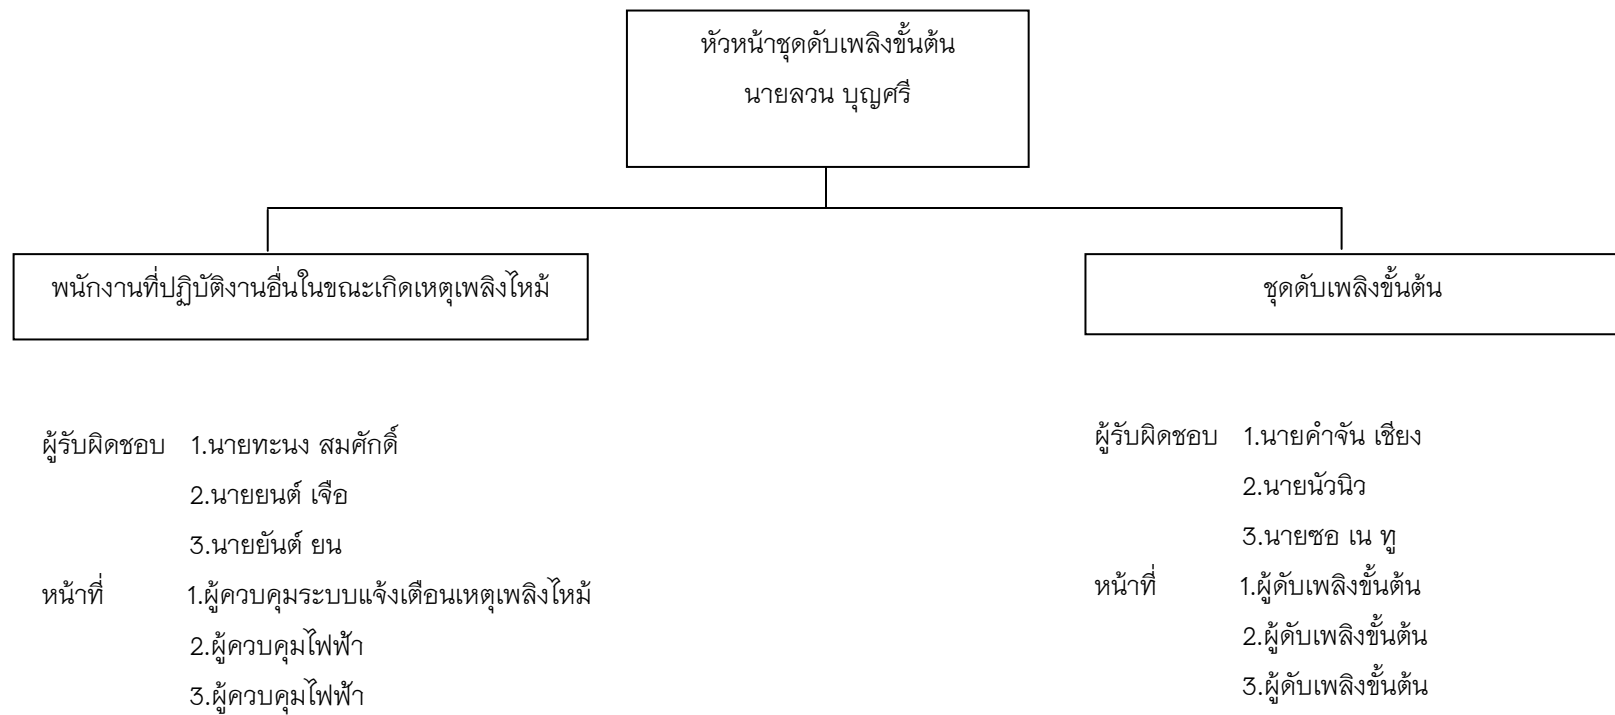 หัวหน้าชุดดับเพลิงขั้นต้น
นายลวน บุญศรี
พนักงานที่ปฏิบัติงานอื่นในขณะเกิดเหตุเพลิงไหม้
ผู้รับผิดชอบ 1.นายทะนง สมศักดิ์
2.นายยนต์ เจือ
3.นายยันต์ ยน
หน้าที่ 1.ผู้ควบคุมระบบแจ้งเตือนเหตุเพลิงไหม้
2.ผู้ควบคุมไฟฟ้า
3.ผู้ควบคุมไฟฟ้า
ชุดดับเพลิงขั้นต้น
ผู้รับผิดชอบ 1.นายคำจัน เชียง
2.นายนัวนิว
3.นายซอ เน ทู
หน้าที่ 1.ผู้ดับเพลิงขั้นต้น
2.ผู้ดับเพลิงขั้นต้น
3.ผู้ดับเพลิงขั้นต้น